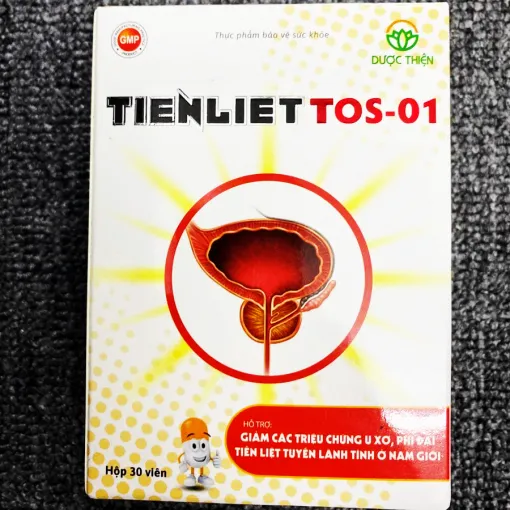 GMP
Thực phẩm bảo vệ sức khỏe
DƯỢC THIỆN
TIENLIET TOS-01
HỖ TRỢ:
GIẢM CÁC TRIỆU CHỨNG U XƠ, PHÌ ĐẠI
TIỀN LIỆT TUYẾN LÀNH TÍNH Ở NAM GIỚI
Hộp 30 viên